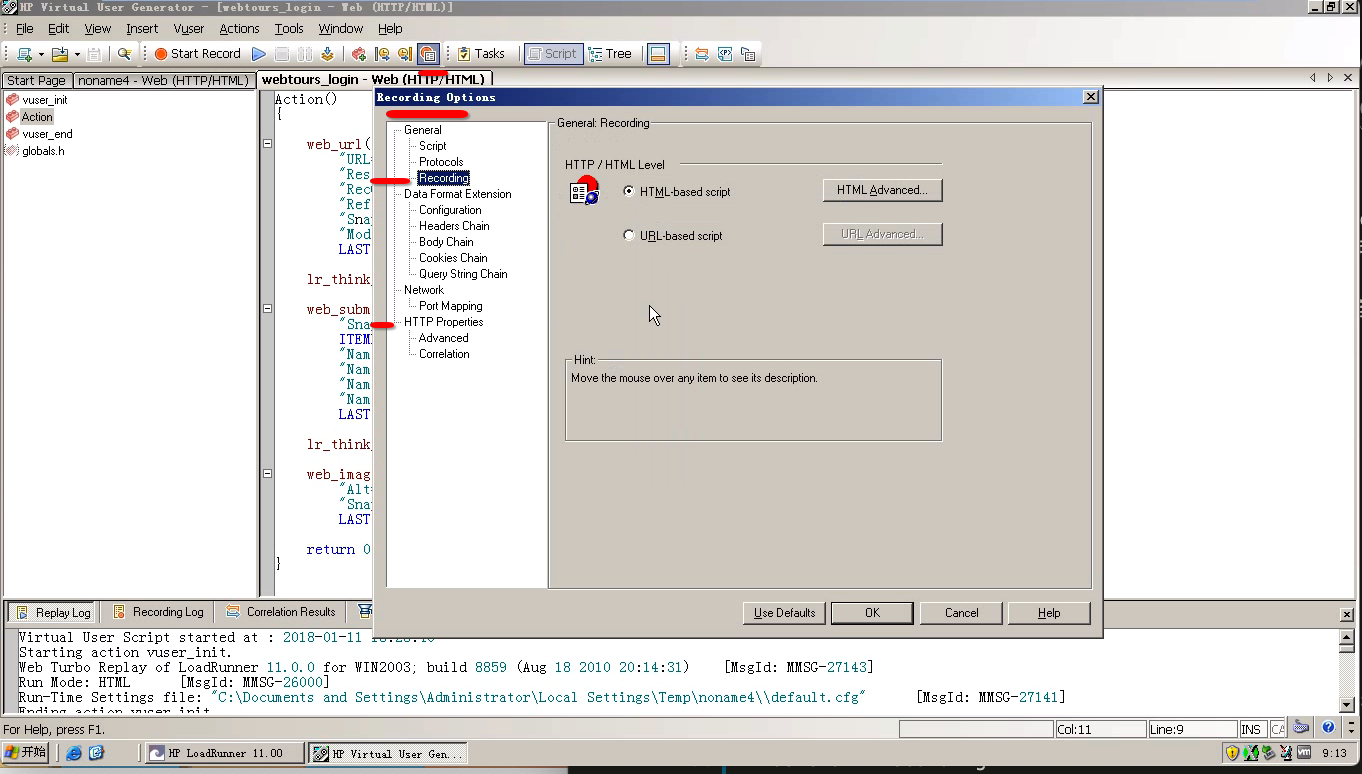 HP Virtual User Generator - [webtours_login - Web (HTTP/HTML)]
File Edit View Insert Vuser Actions Tools Window Help
Start Record Tasks Script Tree
Start Page noname4 - Web (HTTP/HTML) webtours_login - Web (HTTP/HTML)
vuser_init
Action
vuser_end
globals.h
Action()
{
web_url(
"URL=
"Res
"Rec
"Ref
"Sna
"Mod
LAST
lr_think_
web_subm
"Sna
ITEM
"Nam
"Nam
"Nam
"Nam
LAST
lr_think_
web_imag
"Alt=
"Sna
LAST
return 0
}
Recording Options
General
Script
Protocols
Recording
Data Format Extension
Configuration
Headers Chain
Body Chain
Cookies Chain
Query String Chain
Network
Port Mapping
HTTP Properties
Advanced
Correlation
General: Recording
HTTP / HTML Level
HTML-based script HTML Advanced...
URL-based script URL Advanced...
Hint:
Move the mouse over any item to see its description.
Use Defaults OK Cancel Help
Replay Log Recording Log Correlation Results
Virtual User Script started at : 2018-01-11
Starting action vuser_init.
Web Turbo Replay of LoadRunner 11.0.0 for WIN2003; build 8859 (Aug 18 2010 20:14:31) [MsgId: MMSG-27143]
Run Mode: HTML [MsgId: MMSG-26000]
Run-Time Settings file: "C:\Documents and Settings\Administrator\Local Settings\Temp\noname4\\default.cfg" [MsgId: MMSG-27141]
Ending action vuser_init.
For Help, press F1. Col:11 Line:9 INS CA
开始 HP LoadRunner 11.00 HP Virtual User Gen... 9:13